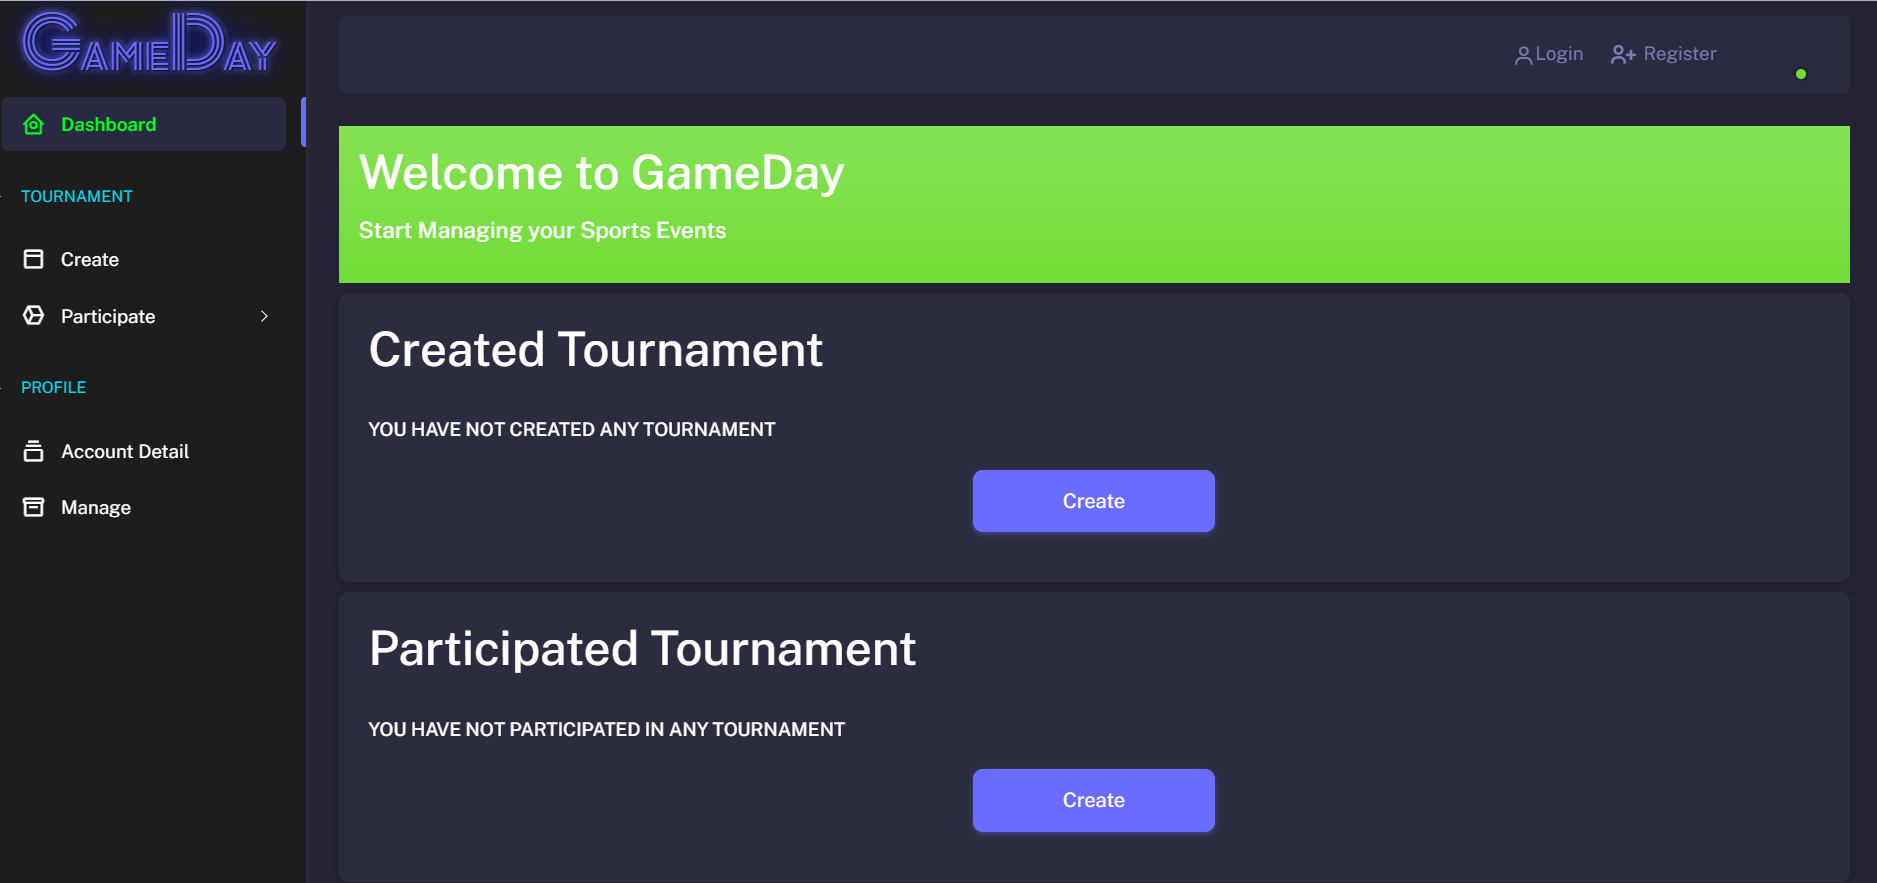 GAMEDAY
Login
Register
Dashboard
TOURNAMENT
Create
Participate
PROFILE
Account Detail
Manage
Welcome to GameDay
Start Managing your Sports Events
Created Tournament
YOU HAVE NOT CREATED ANY TOURNAMENT
Create
Participated Tournament
YOU HAVE NOT PARTICIPATED IN ANY TOURNAMENT
Create